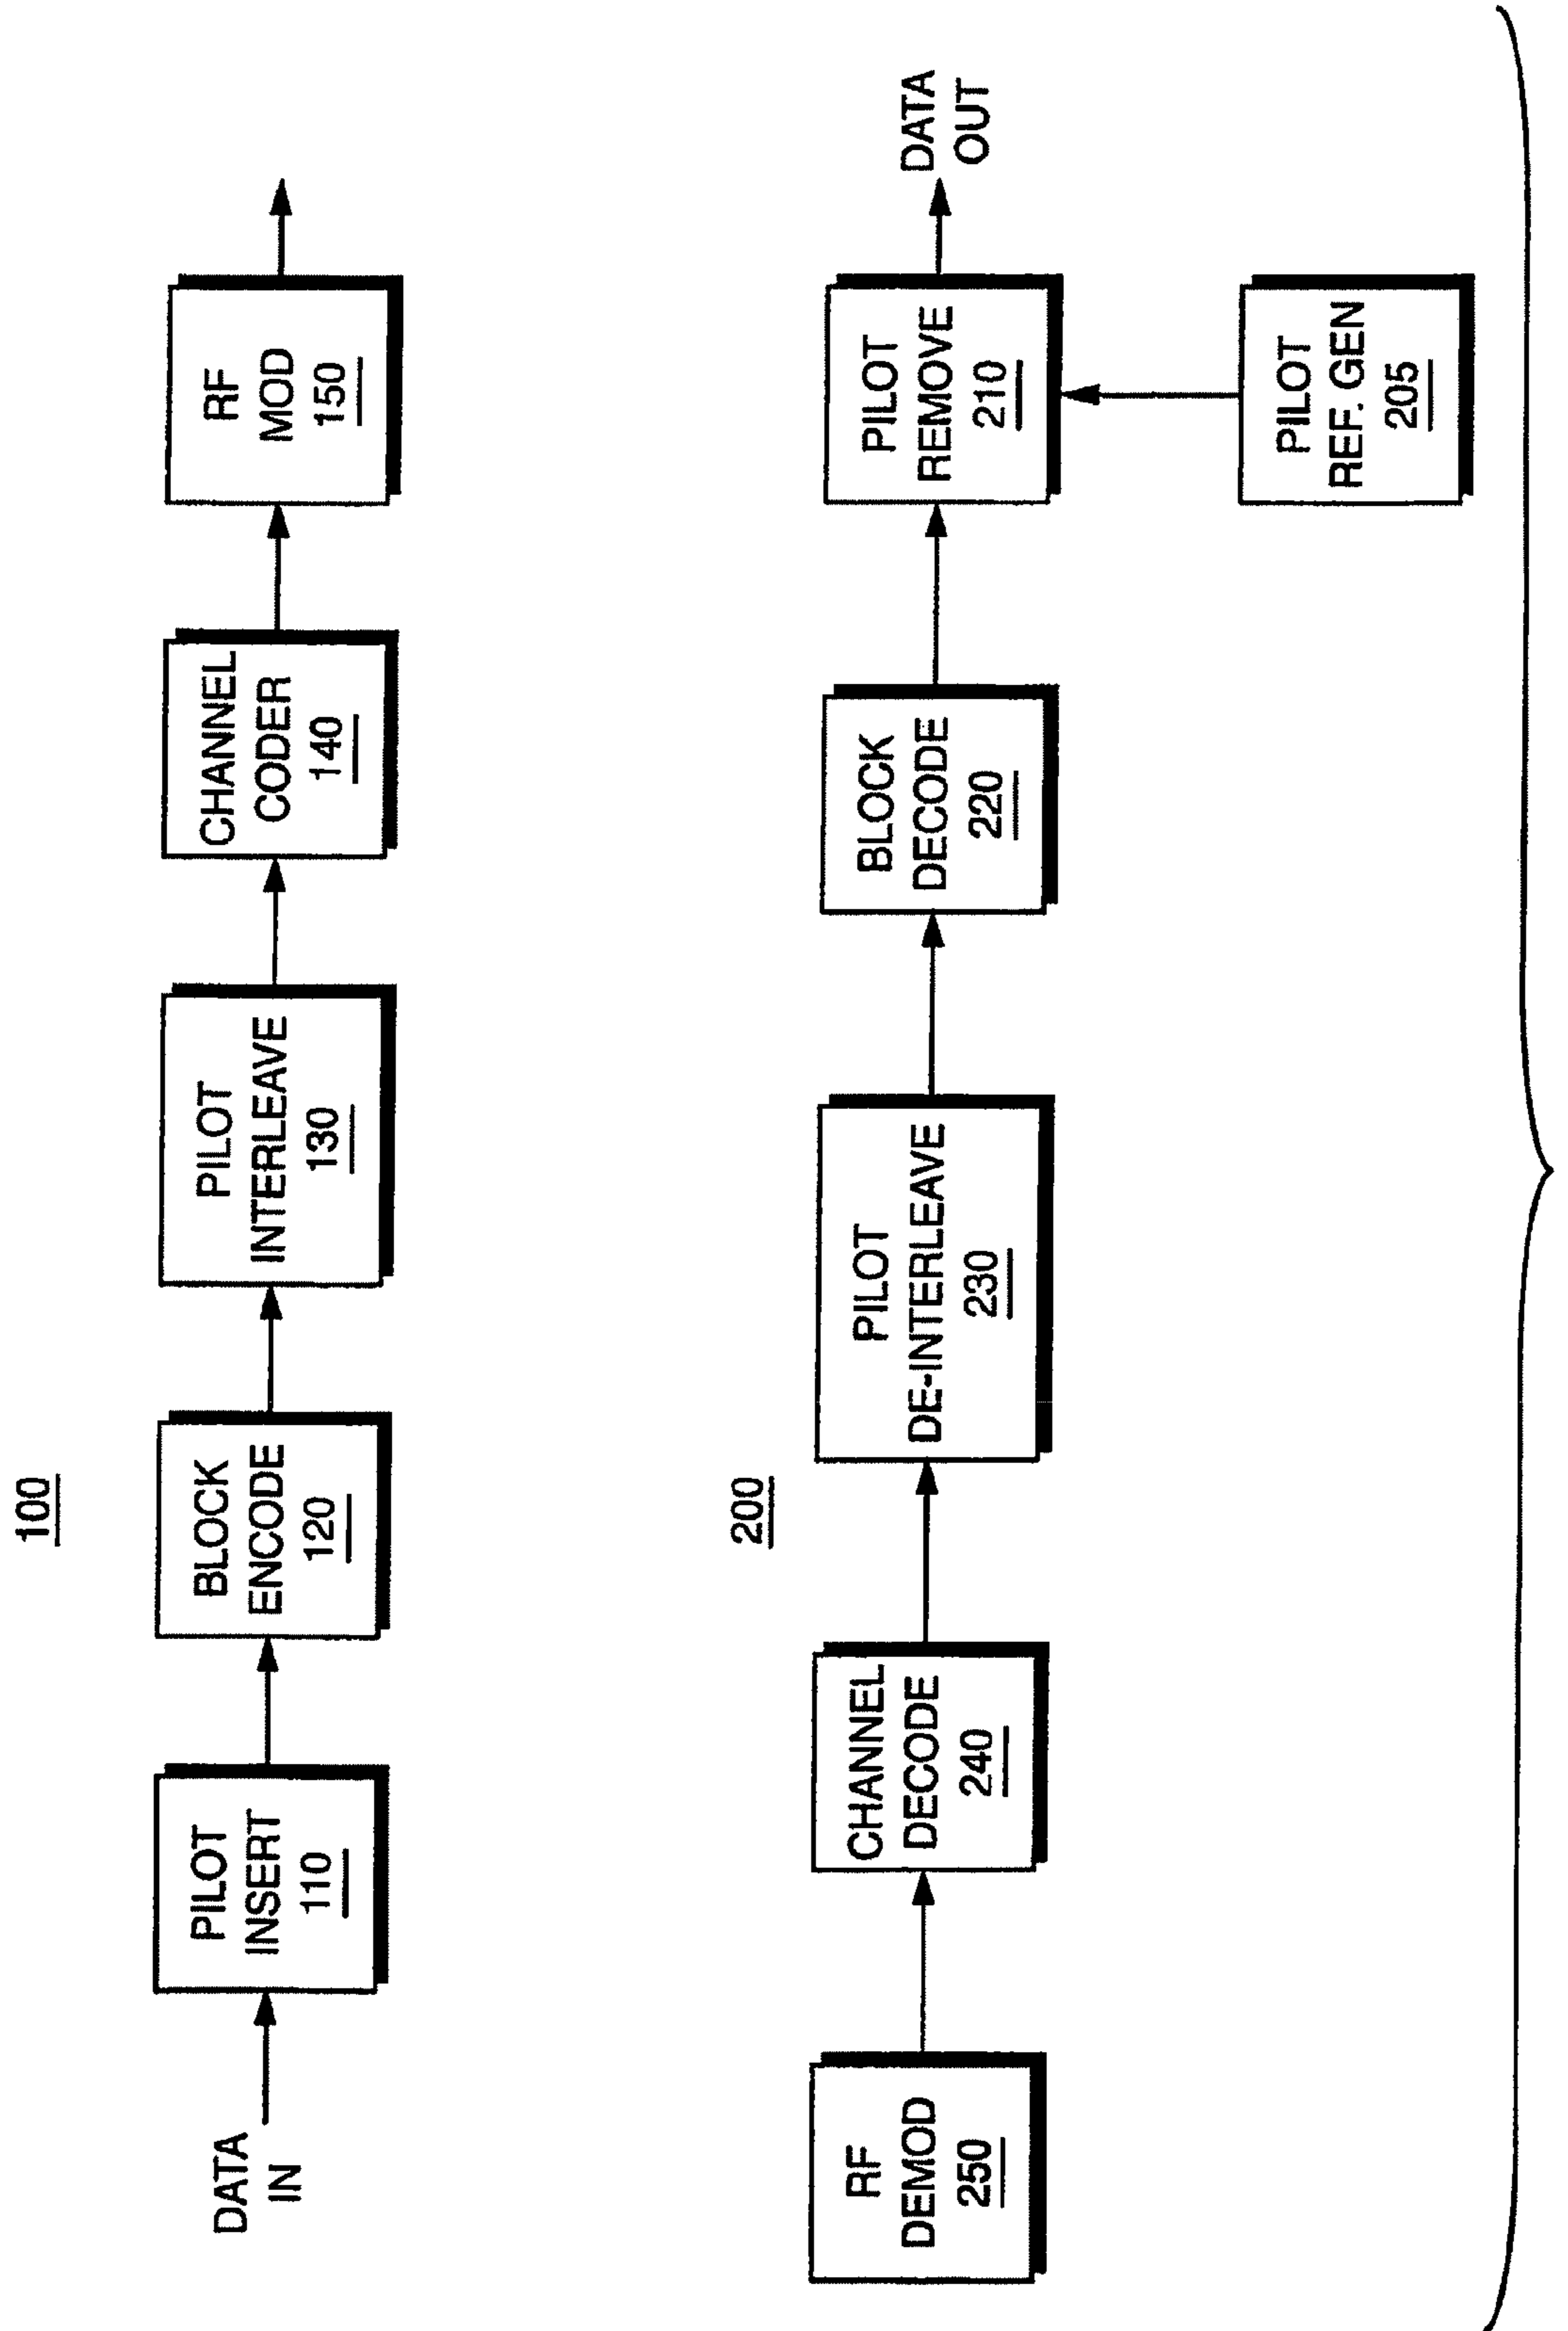 100
DATA
IN
PILOT
INSERT
110
BLOCK
ENCODE
120
PILOT
INTERLEAVE
130
CHANNEL
CODER
140
RF
MOD
150
200
RF
DEMOD
250
CHANNEL
DECODE
240
PILOT
DE-INTERLEAVE
230
BLOCK
DECODE
220
PILOT
REMOVE
210
DATA
OUT
PILOT
REF. GEN
205